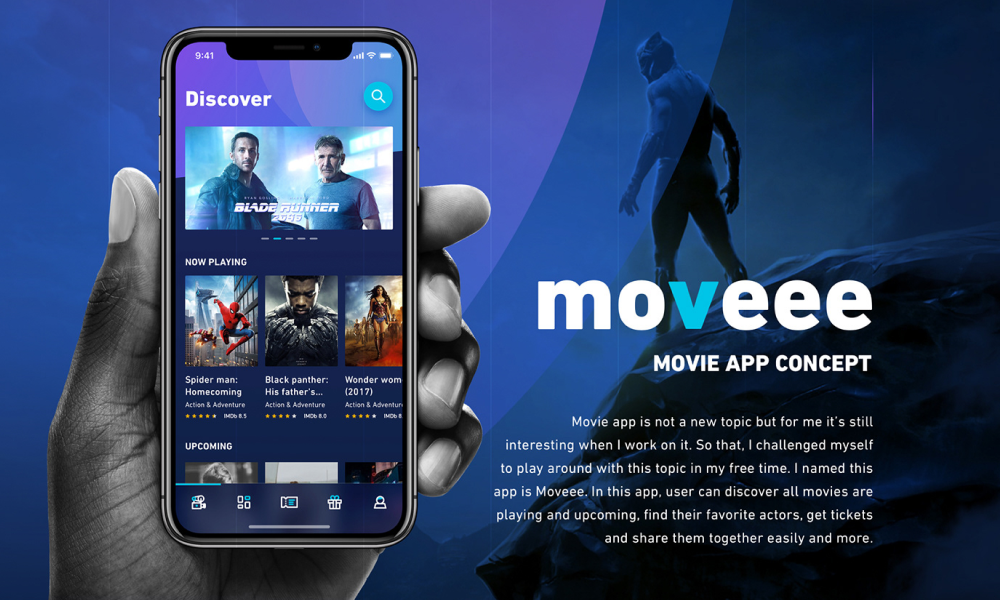 9:41
Discover
BLADE RUNNER
NOW PLAYING
Spider man:
Homecoming
Action & Adventure
IMDb 8.5
Black panther:
His father's...
Action & Adventure
IMDb 8.0
Wonder wom
(2017)
Action & Adventure
IMDb 8.
UPCOMING
moveee
MOVIE APP CONCEPT
Movie app is not a new topic but for me it's still
interesting when I work on it. So that, I challenged myself
to play around with this topic in my free time. I named this
app is Moveee. In this app, user can discover all movies are
playing and upcoming, find their favorite actors, get tickets
and share them together easily and more.